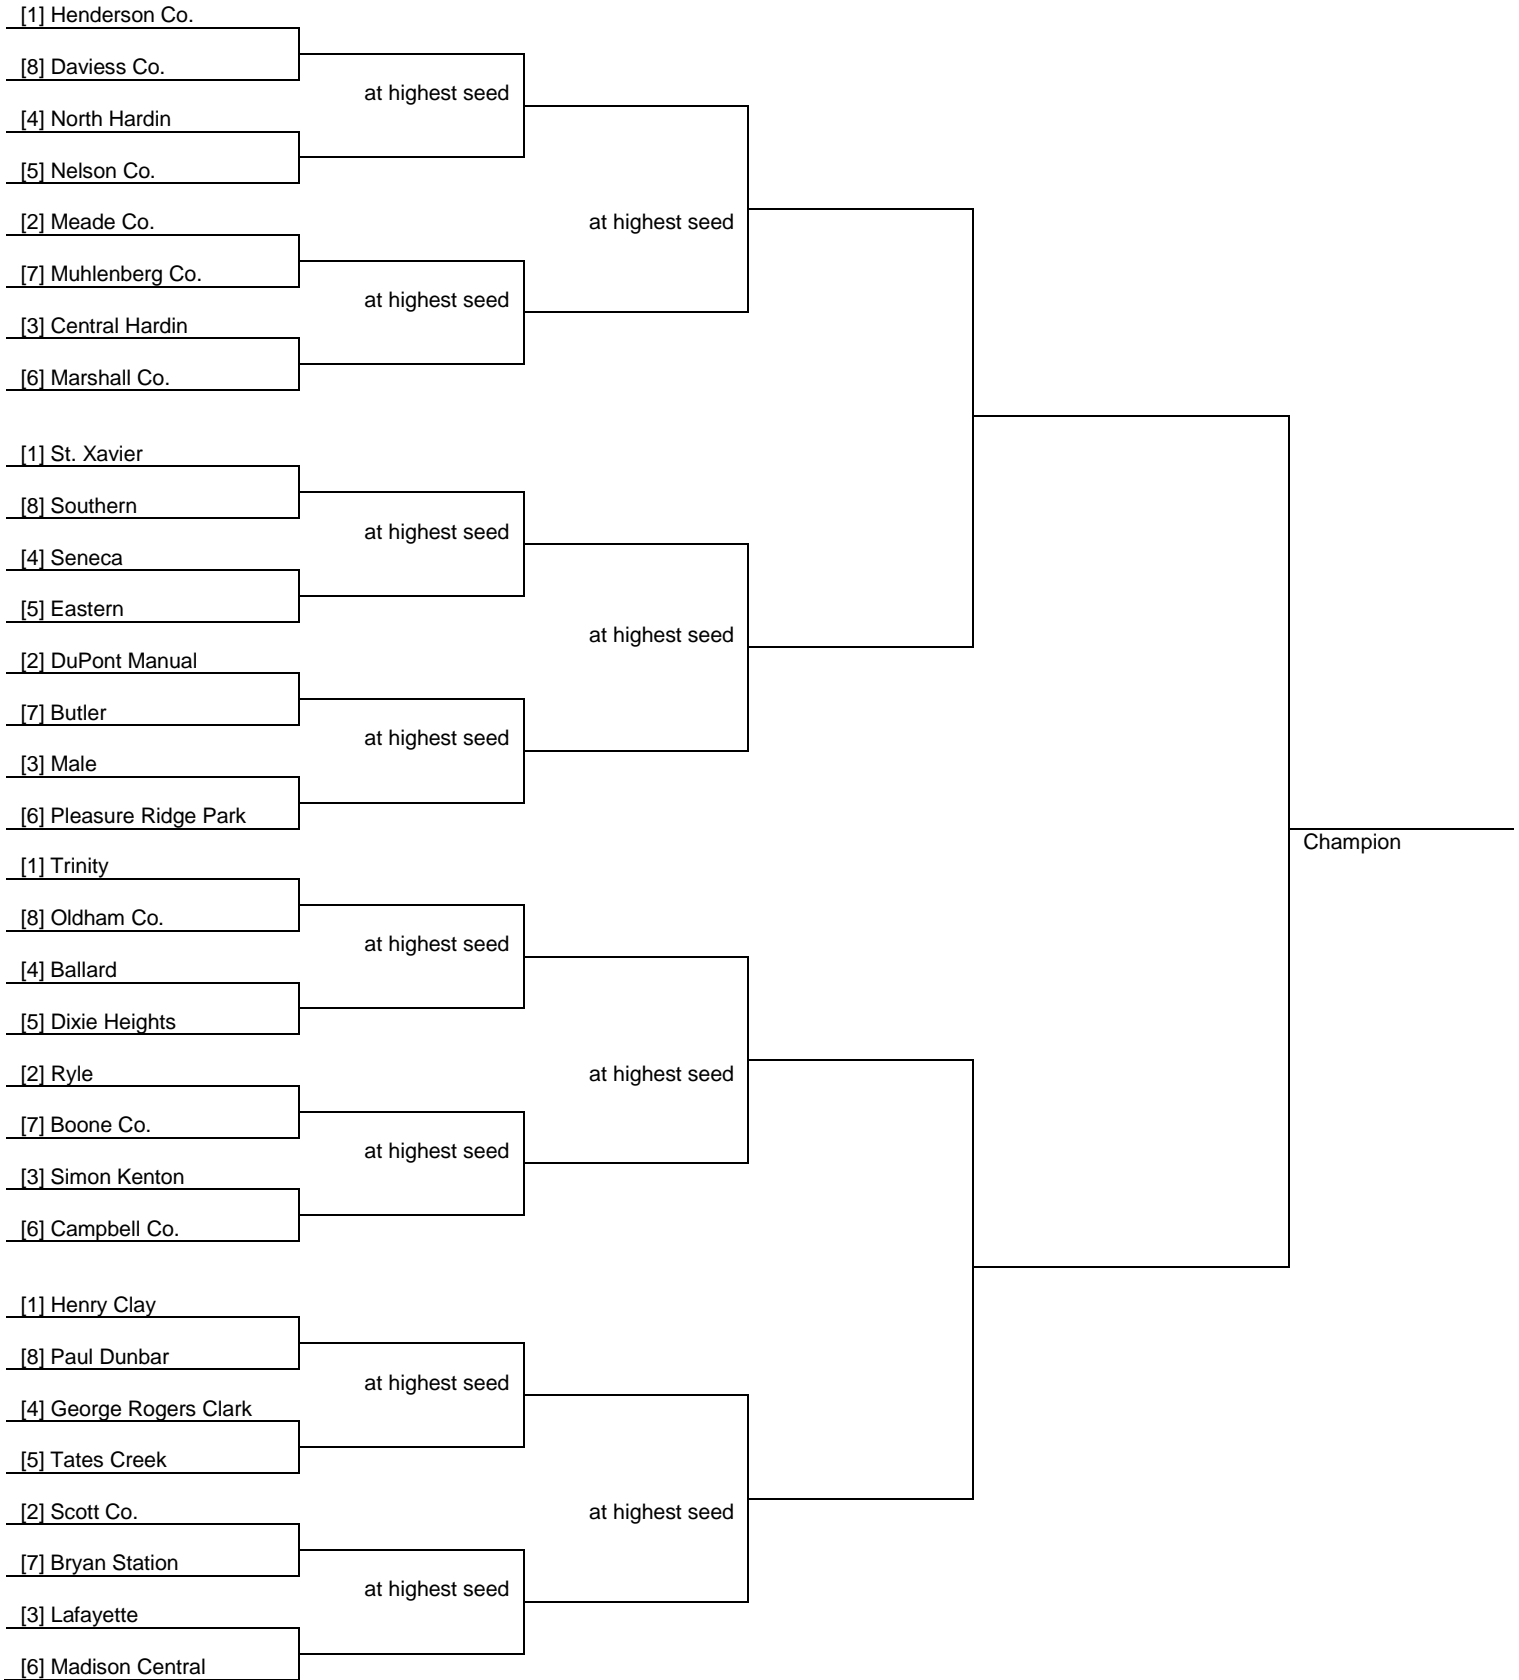 [1] Henderson Co.
[8] Daviess Co.
at highest seed
[4] North Hardin
[5] Nelson Co.
[2] Meade Co.
at highest seed
[7] Muhlenberg Co.
at highest seed
[3] Central Hardin
[6] Marshall Co.
[1] St. Xavier
[8] Southern
at highest seed
[4] Seneca
[5] Eastern
at highest seed
[2] DuPont Manual
[7] Butler
at highest seed
[3] Male
[6] Pleasure Ridge Park
Champion
[1] Trinity
[8] Oldham Co.
at highest seed
[4] Ballard
[5] Dixie Heights
[2] Ryle
at highest seed
[7] Boone Co.
at highest seed
[3] Simon Kenton
[6] Campbell Co.
[1] Henry Clay
[8] Paul Dunbar
at highest seed
[4] George Rogers Clark
[5] Tates Creek
[2] Scott Co.
at highest seed
[7] Bryan Station
at highest seed
[3] Lafayette
[6] Madison Central